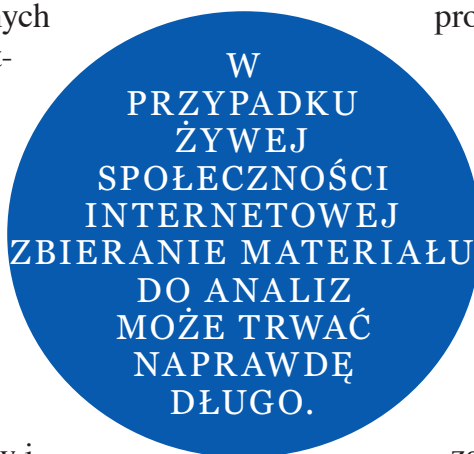 W
PRZYPADKU
ŻYWEJ
SPOŁECZNOŚCI
INTERNETOWEJ
ZBIERANIE MATERIAŁU
DO ANALIZ
MOŻE TRWAĆ
NAPRAWDĘ
DŁUGO.